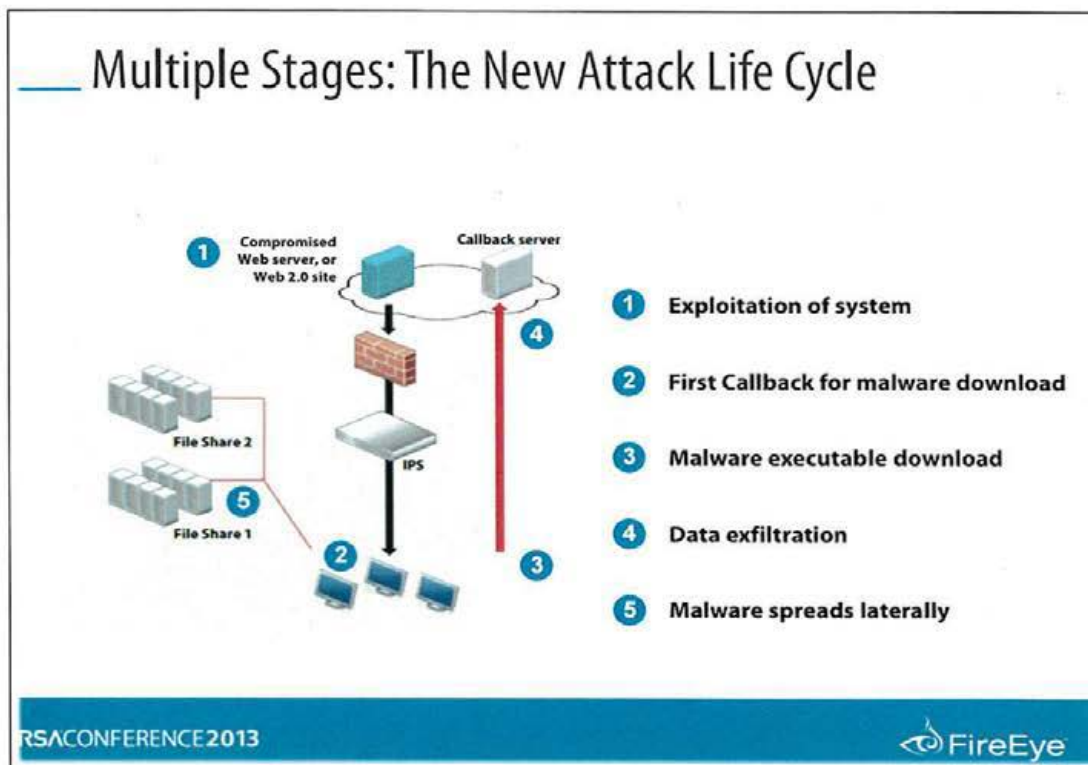 Multiple Stages: The New Attack Life Cycle
1
Compromised
Web server, or
Web 2.0 site
Callback server
4
File Share 2
IPS
5
File Share 1
2
3
1 Exploitation of system
2 First Callback for malware download
3 Malware executable download
4 Data exfiltration
5 Malware spreads laterally
RSACONFERENCE2013
FireEye